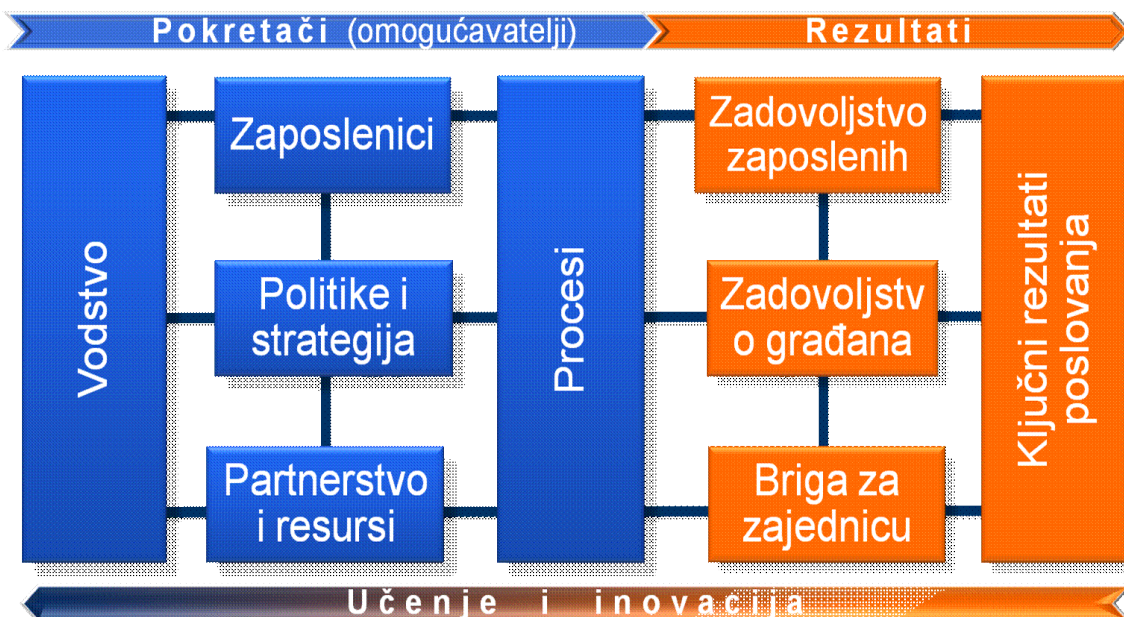 Pokretači (omogućavatelji)
Rezultati
Vodstvo
Zaposlenici
Politike i
strategija
Partnerstvo
i resursi
Procesi
Zadovoljstvo
zaposlenih
Zadovoljstv
o građana
Briga za
zajednicu
Ključni rezultati
poslovanja
Učenje i inovacija